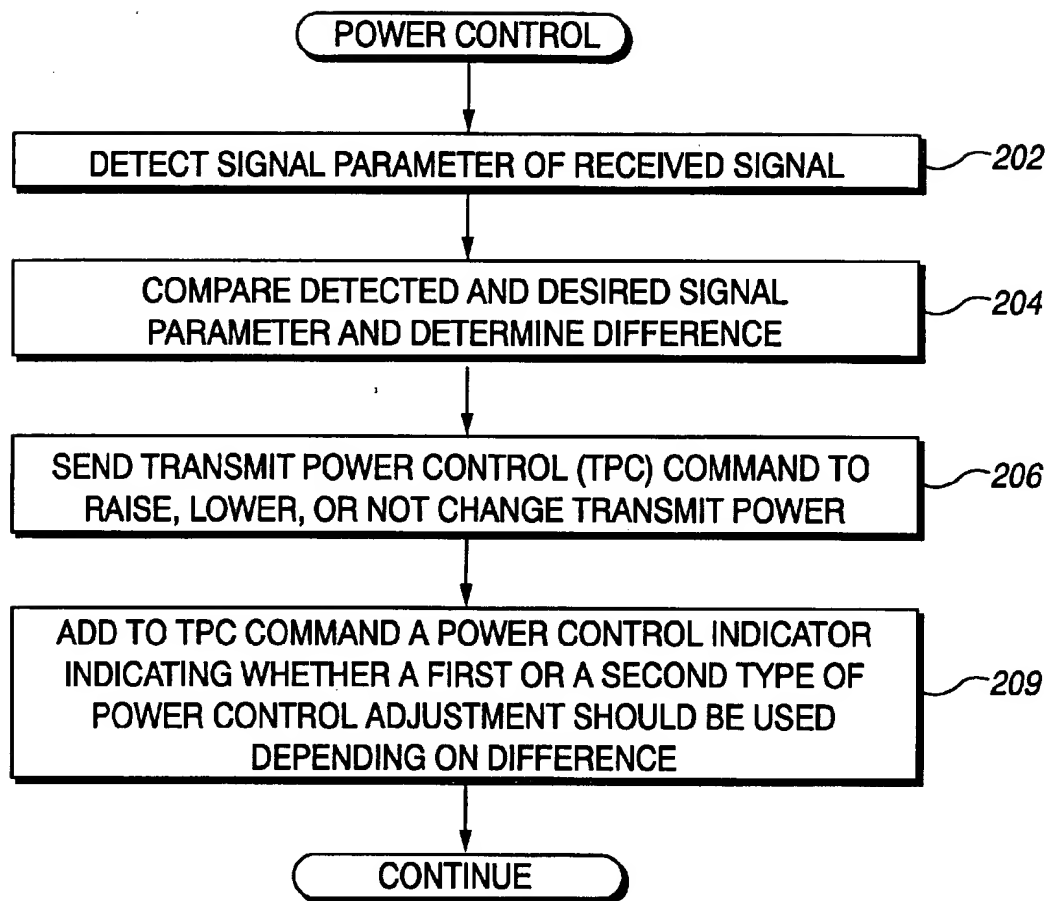 POWER CONTROL
DETECT SIGNAL PARAMETER OF RECEIVED SIGNAL
202
COMPARE DETECTED AND DESIRED SIGNAL
PARAMETER AND DETERMINE DIFFERENCE
204
SEND TRANSMIT POWER CONTROL (TPC) COMMAND TO
RAISE, LOWER, OR NOT CHANGE TRANSMIT POWER
206
ADD TO TPC COMMAND A POWER CONTROL INDICATOR
INDICATING WHETHER A FIRST OR A SECOND TYPE OF
POWER CONTROL ADJUSTMENT SHOULD BE USED
DEPENDING ON DIFFERENCE
209
CONTINUE